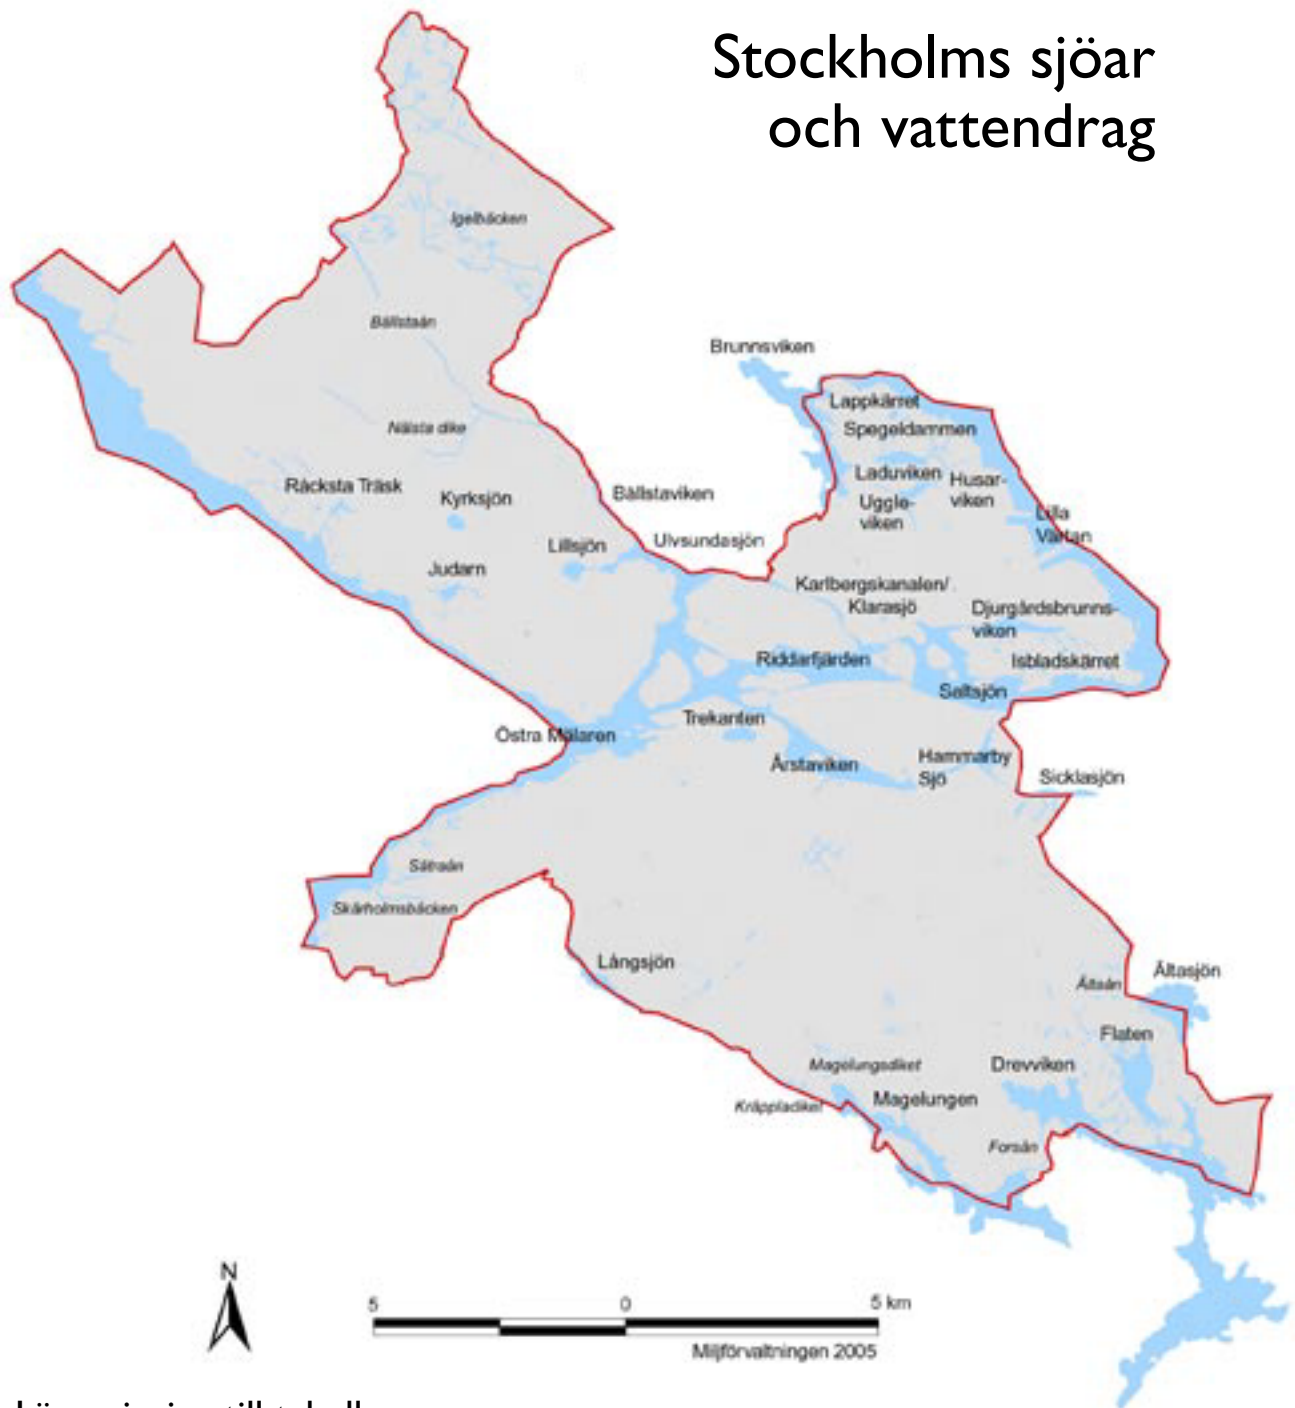 Stockholms sjöar
och vattendrag
Igelbäcken
Bällstaån
Brunnsviken
Lappkärret
Spegeldammen
Nälsta dike
Laduviken
Husar-
viken
Råcksta Träsk
Kyrksjön
Bällstaviken
Uggle-
viken
Lilla
Värtan
Ulvsundasjön
Lillsjön
Judarn
Karlbergskanalen/
Klarasjö
Djurgårdsbrunns-
viken
Riddarfjärden
Isbladskärret
Saltsjön
Trekanten
Östra Mälaren
Årstaviken
Hammarby
Sjö
Sicklasjön
Sätraån
Skärholmsbäcken
Långsjön
Ältasjön
Ältaån
Flaten
Magelungsdiket
Drevviken
Kräppladiket
Magelungen
Forsån
N
5 0 5 km
Miljförvaltningen 2005